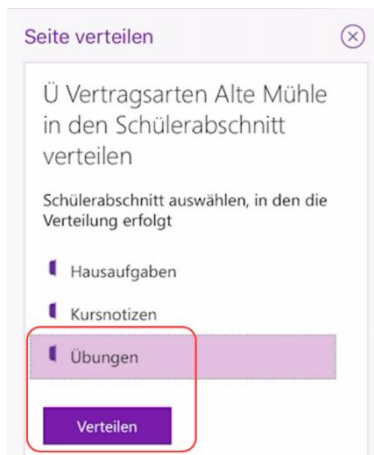 Seite verteilen
Ü Vertragsarten Alte Mühle
in den Schülerabschnitt
verteilen
Schülerabschnitt auswählen, in den die
Verteilung erfolgt
Hausaufgaben
Kursnotizen
Übungen
Verteilen